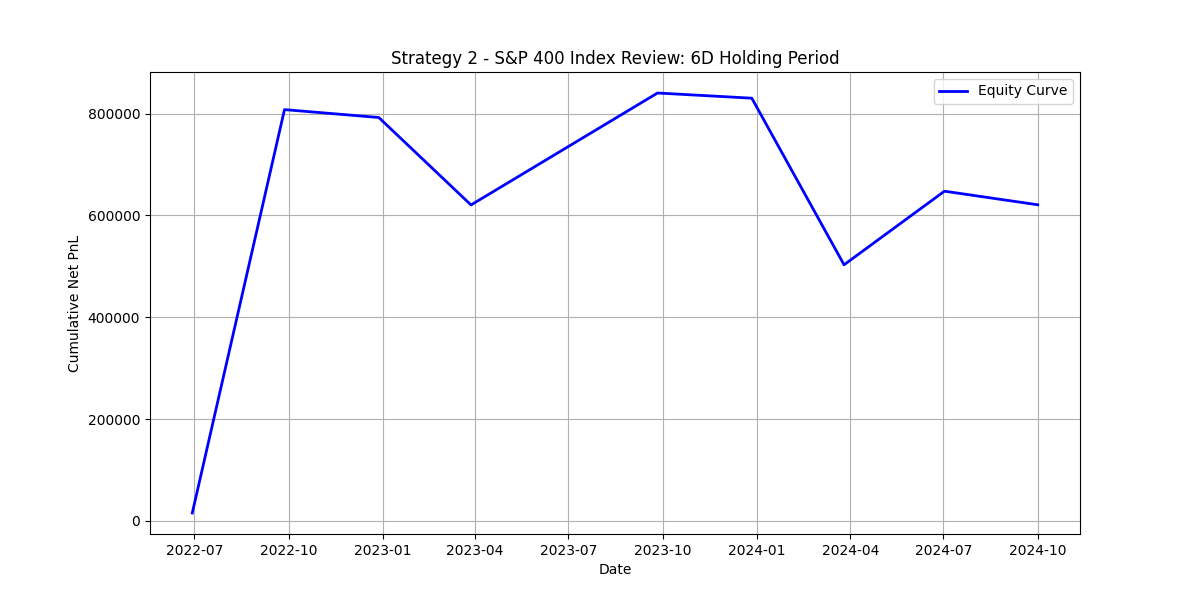 Strategy 2 - S&P 400 Index Review: 6D Holding Period
Equity Curve
Cumulative Net PnL
800000
600000
400000
200000
0
2022-07 2022-10 2023-01 2023-04 2023-07 2023-10 2024-01 2024-04 2024-07 2024-10
Date